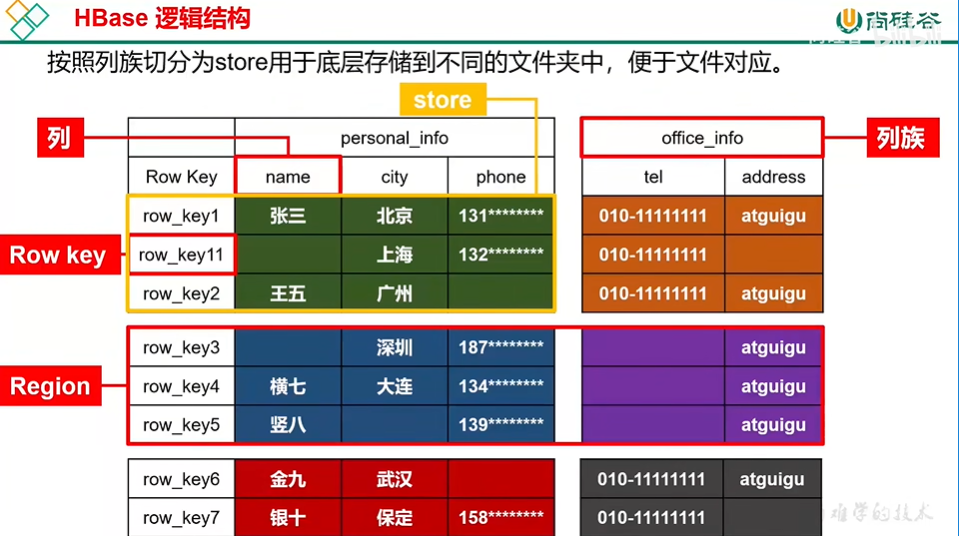 HBase 逻辑结构
尚硅谷
按照列族切分为store用于底层存储到不同的文件夹中，便于文件对应。
store
列 personal_info office_info 列族
Row Key name city phone tel address
row_key1 张三 北京 131******** 010-11111111 atguigu
Row key row_key11 上海 132******** 010-11111111
row_key2 王五 广州 010-11111111 atguigu
row_key3 深圳 187******** atguigu
Region row_key4 横七 大连 134******** atguigu
row_key5 竖八 139******** atguigu
row_key6 金九 武汉 010-11111111 atguigu
row_key7 银十 保定 158******** 010-11111111
难学的技术